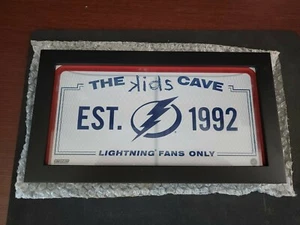 THE kids CAVE
EST. 1992
LIGHTNING FANS ONLY